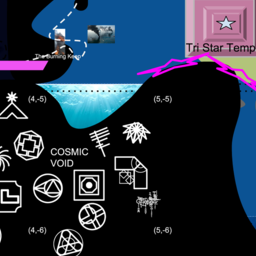 Tri Star Temp
The Burning Keep
(4,-5)
(5,-5)
COSMIC
VOID
(4,-6)
(5,-6)